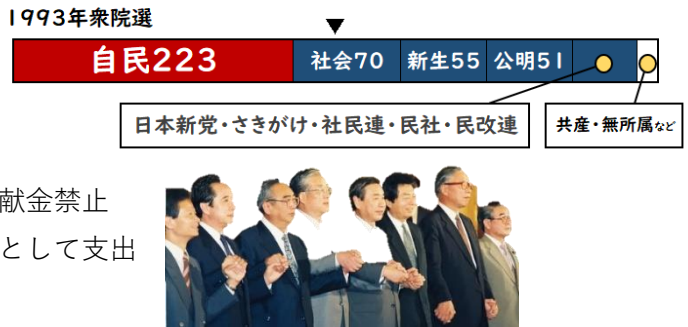 1993年衆院選
自民223 社会70 新生55 公明51
日本新党・さきがけ・社民連・民社・民改連 共産・無所属など
献金禁止
として支出